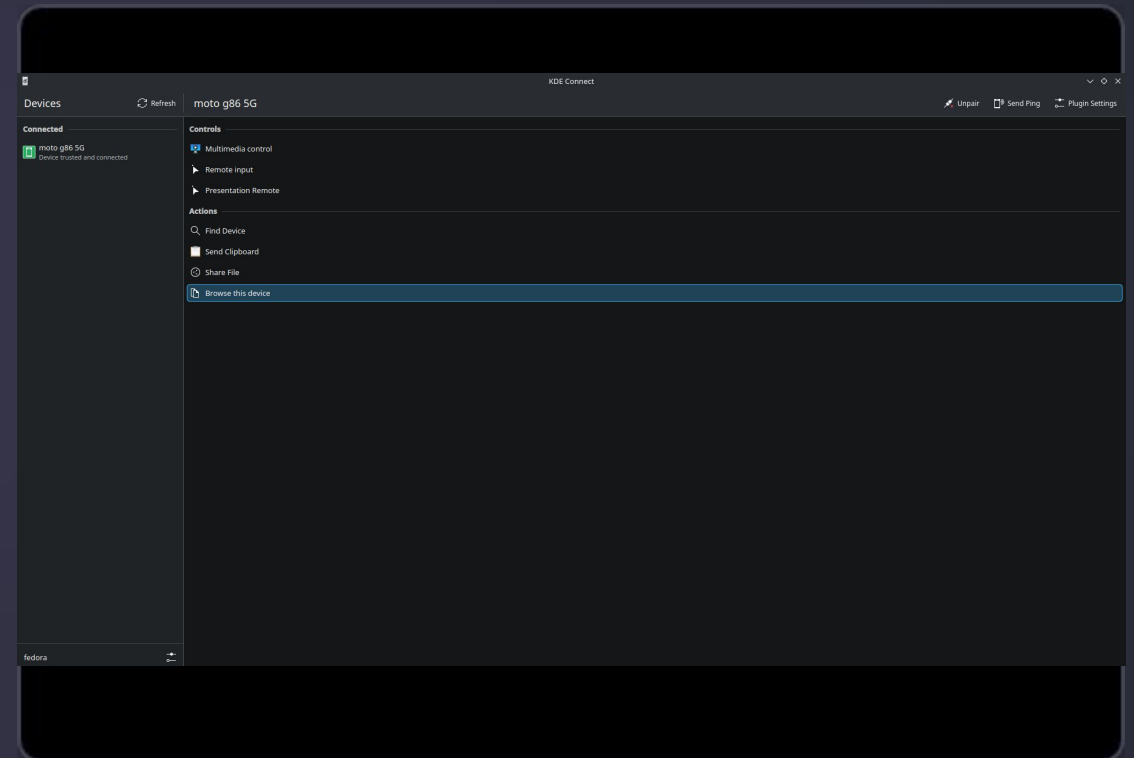 KDE Connect
Devices
Refresh
moto g86 5G
Unpair
Send Ping
Plugin Settings
Connected
moto g86 5G
Device trusted and connected
Controls
Multimedia control
Remote input
Presentation Remote
Actions
Find Device
Send Clipboard
Share File
Browse this device
fedora